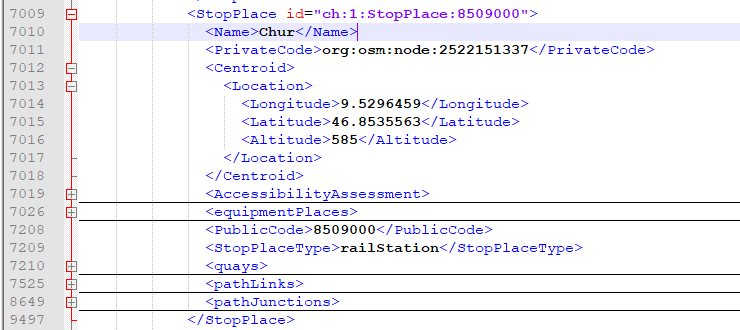 7009 <StopPlace id="ch:1:StopPlace:8509000">
7010 <Name>Chur</Name>
7011 <PrivateCode>org:osm:node:2522151337</PrivateCode>
7012 <Centroid>
7013 <Location>
7014 <Longitude>9.5296459</Longitude>
7015 <Latitude>46.8535563</Latitude>
7016 <Altitude>585</Altitude>
7017 </Location>
7018 </Centroid>
7019 <AccessibilityAssessment>
7026 <equipmentPlaces>
7208 <PublicCode>8509000</PublicCode>
7209 <StopPlaceType>railStation</StopPlaceType>
7210 <quays>
7525 <pathLinks>
8649 <pathJunctions>
9497 </StopPlace>